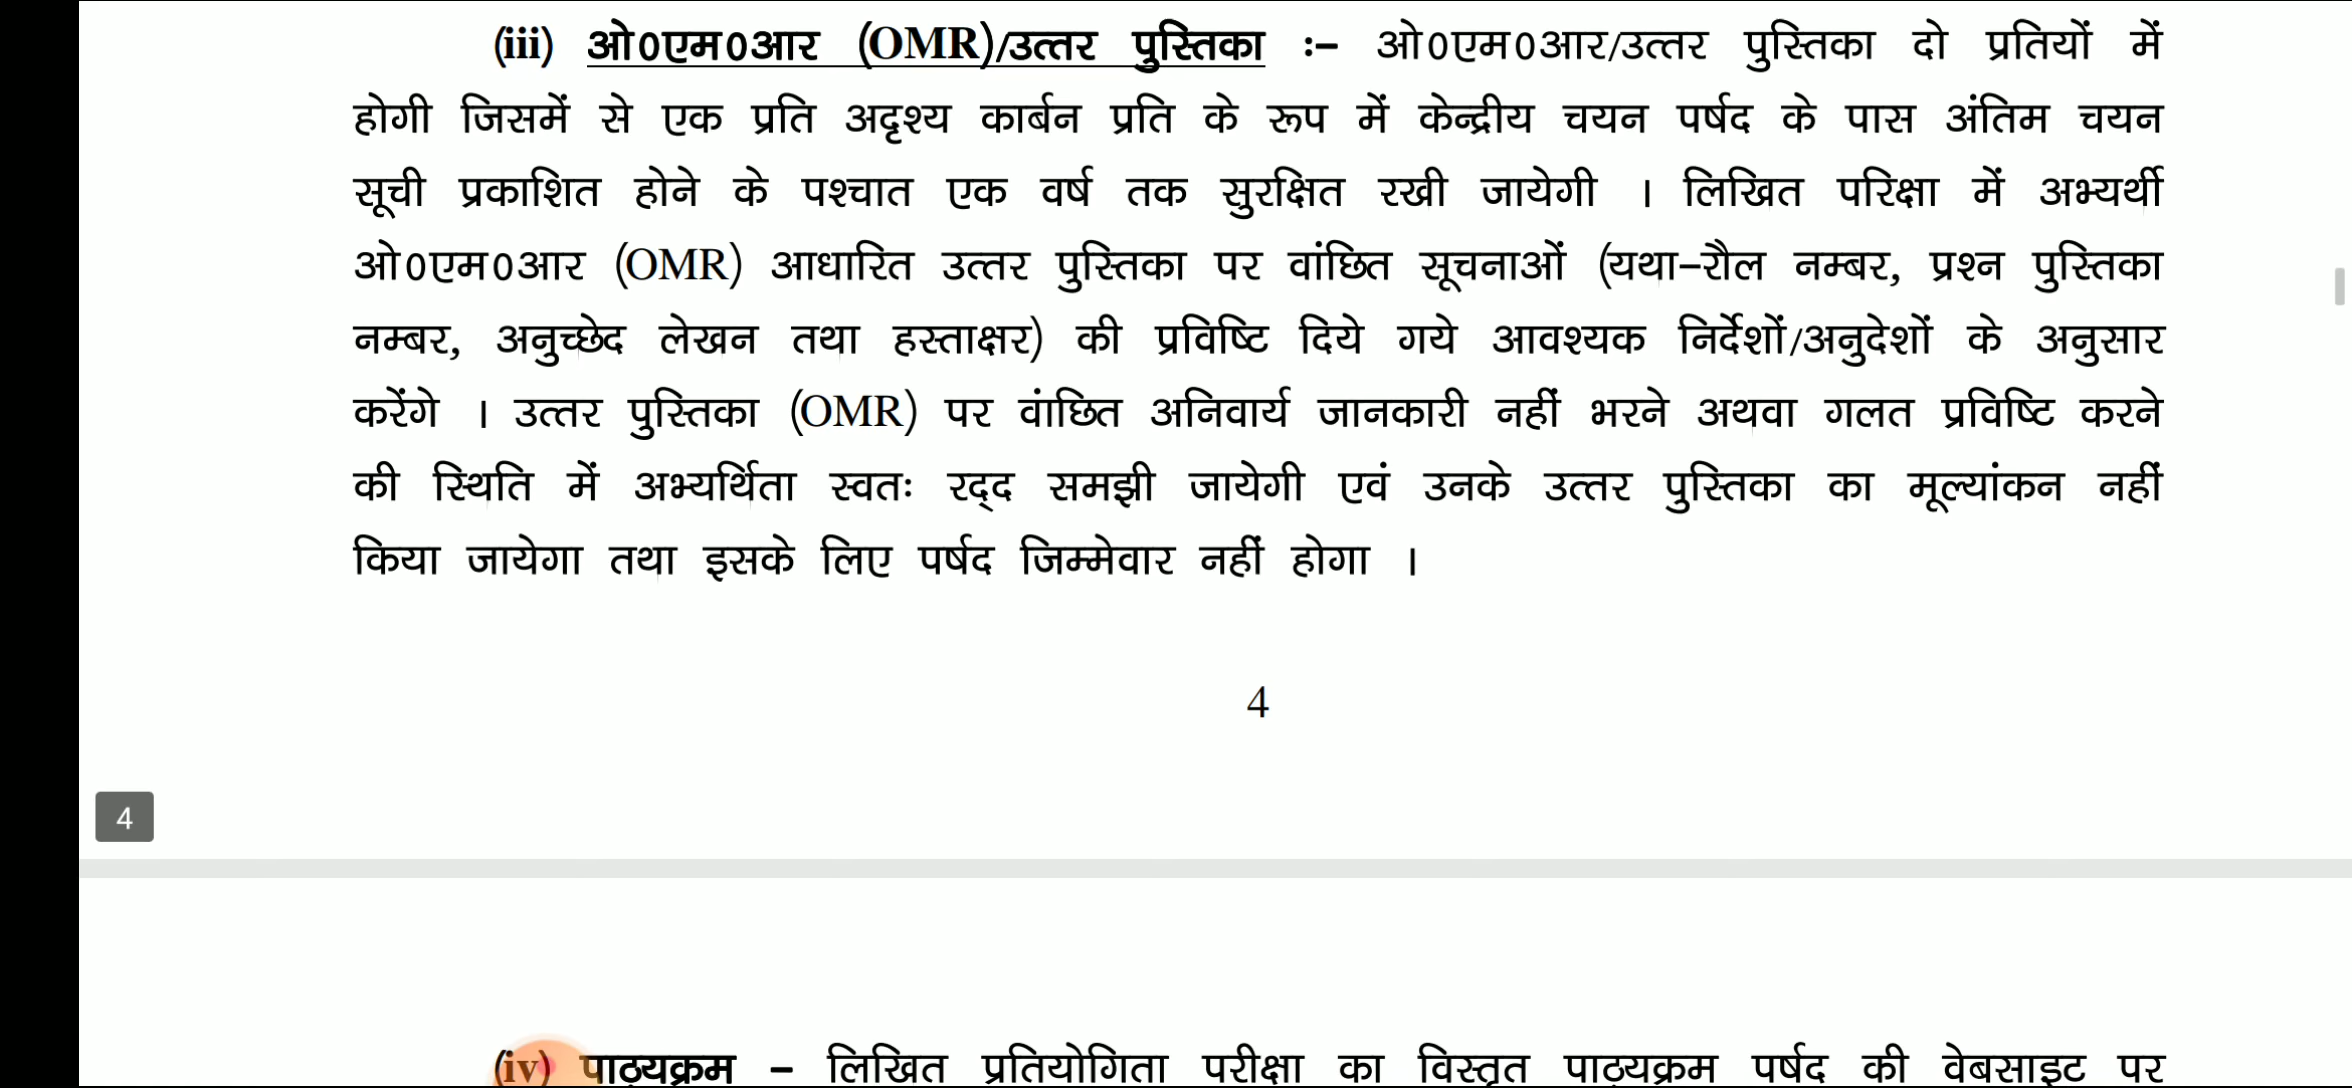 (iii) ओ०एम०आर (OMR)/उत्तर पुस्तिका :– ओ०एम०आर/उत्तर पुस्तिका दो प्रतियों में
होगी जिसमें से एक प्रति अदृश्य कार्बन प्रति के रूप में केन्द्रीय चयन पर्षद के पास अंतिम चयन
सूची प्रकाशित होने के पश्चात एक वर्ष तक सुरक्षित रखी जायेगी । लिखित परिक्षा में अभ्यर्थी
ओ०एम०आर (OMR) आधारित उत्तर पुस्तिका पर वांछित सूचनाओं (यथा–रौल नम्बर, प्रश्न पुस्तिका
नम्बर, अनुच्छेद लेखन तथा हस्ताक्षर) की प्रविष्टि दिये गये आवश्यक निर्देशों/अनुदेशों के अनुसार
करेंगे । उत्तर पुस्तिका (OMR) पर वांछित अनिवार्य जानकारी नहीं भरने अथवा गलत प्रविष्टि करने
की स्थिति में अभ्यर्थिता स्वतः रद्द समझी जायेगी एवं उनके उत्तर पुस्तिका का मूल्यांकन नहीं
किया जायेगा तथा इसके लिए पर्षद जिम्मेवार नहीं होगा ।
4
4
(iv) पाठ्यक्रम – लिखित प्रतियोगिता परीक्षा का विस्तृत पाठ्यक्रम पर्षद की वेबसाइट पर